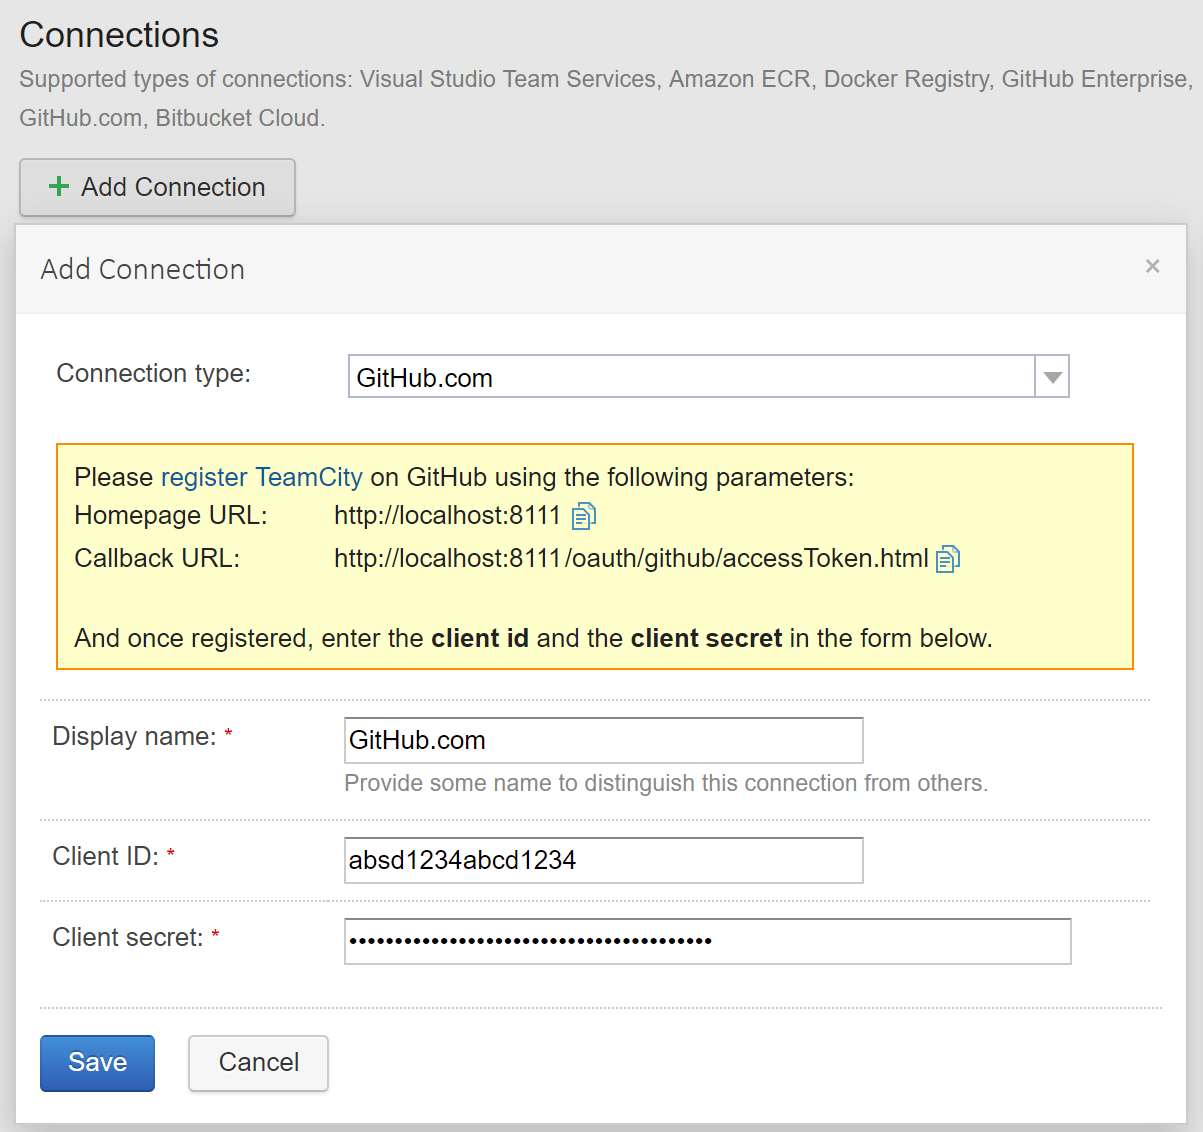 Connections
Supported types of connections: Visual Studio Team Services, Amazon ECR, Docker Registry, GitHub Enterprise,
GitHub.com, Bitbucket Cloud.
+ Add Connection
Add Connection ×
Connection type: GitHub.com
Please register TeamCity on GitHub using the following parameters:
Homepage URL: http://localhost:8111
Callback URL: http://localhost:8111/oauth/github/accessToken.html
And once registered, enter the client id and the client secret in the form below.
Display name: * GitHub.com
Provide some name to distinguish this connection from others.
Client ID: * absd1234abcd1234
Client secret: * ••••••••••••••••••••••••••••••••••••••••
Save Cancel